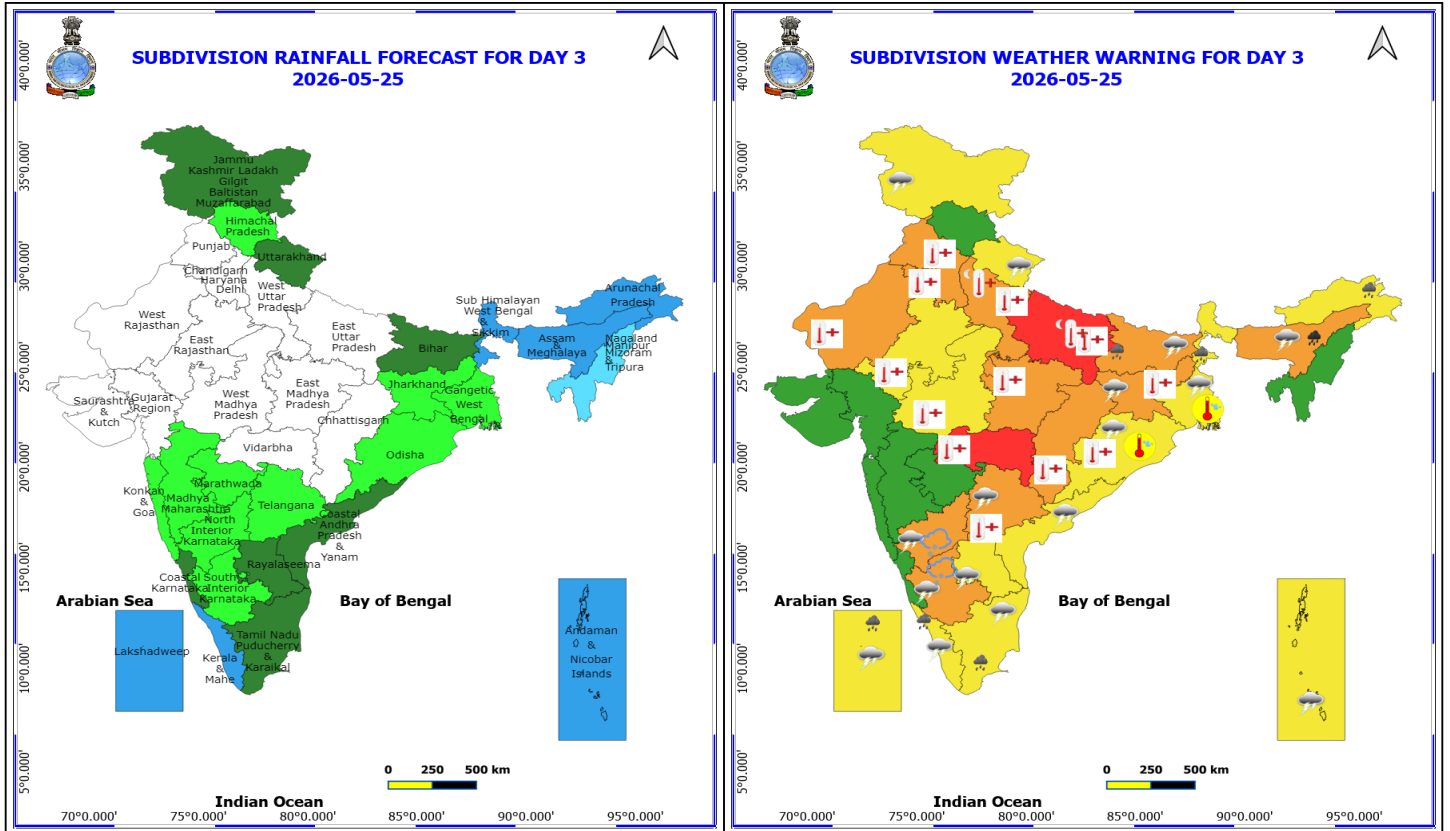 SUBDIVISION RAINFALL FORECAST FOR DAY 3
2026-05-25
40°0.000'
35°0.000'
30°0.000'
25°0.000'
20°0.000'
15°0.000'
10°0.000'
5°0.000'
Jammu
Kashmir Ladakh
Gilgit
Baltistan
Muzaffarabad
Himachal
Pradesh
Punjab
Uttarakhand
Chandigarh
Haryana
Delhi
West
Uttar
Pradesh
West
Rajasthan
East
Rajasthan
East
Uttar
Pradesh
Bihar
Sub Himalayan
West Bengal
&
Sikkim
Arunachal
Pradesh
Assam
&
Meghalaya
Nagaland
Manipur
Mizoram
&
Tripura
Saurashtra
&
Kutch
Gujarat
Region
West
Madhya
Pradesh
East
Madhya
Pradesh
Jharkhand
Gangetic
West
Bengal
Chhattisgarh
Vidarbha
Odisha
Konkan
&
Goa
Madhya
Maharashtra
Marathwada
Telangana
North
Interior
Karnataka
Coastal
Andhra
Pradesh
&
Yanam
Rayalaseema
Coastal
Karnataka
South
Interior
Karnataka
Tamil Nadu
Puducherry
&
Karaikal
Kerala
&
Mahe
Lakshadweep
Andaman
&
Nicobar
Islands
Arabian Sea
Bay of Bengal
0 250 500 km
Indian Ocean
70°0.000' 75°0.000' 80°0.000' 85°0.000' 90°0.000' 95°0.000'
SUBDIVISION WEATHER WARNING FOR DAY 3
2026-05-25
40°0.000'
35°0.000'
30°0.000'
25°0.000'
20°0.000'
15°0.000'
10°0.000'
5°0.000'
Arabian Sea
Bay of Bengal
0 250 500 km
Indian Ocean
70°0.000' 75°0.000' 80°0.000' 85°0.000' 90°0.000' 95°0.000'